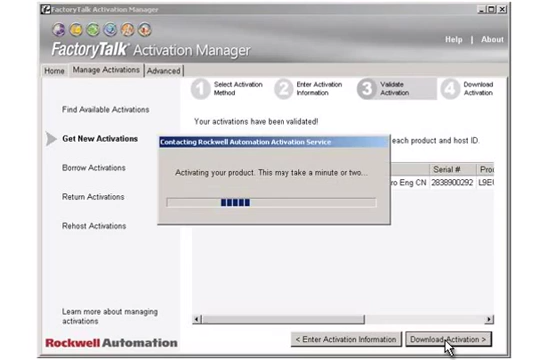 FactoryTalk Activation Manager
FactoryTalk Activation Manager
Help | About
Home Manage Activations Advanced
1 Select Activation Method
2 Enter Activation Information
3 Validate Activation
4 Download Activation
Find Available Activations
Get New Activations
Borrow Activations
Return Activations
Rehost Activations
Your activations have been validated!
each product and host ID.
Serial #
ro Eng CN 2838900292
Contacting Rockwell Automation Activation Service
Activating your product. This may take a minute or two...
Learn more about managing
activations
Rockwell Automation
< Enter Activation Information
Download Activation >